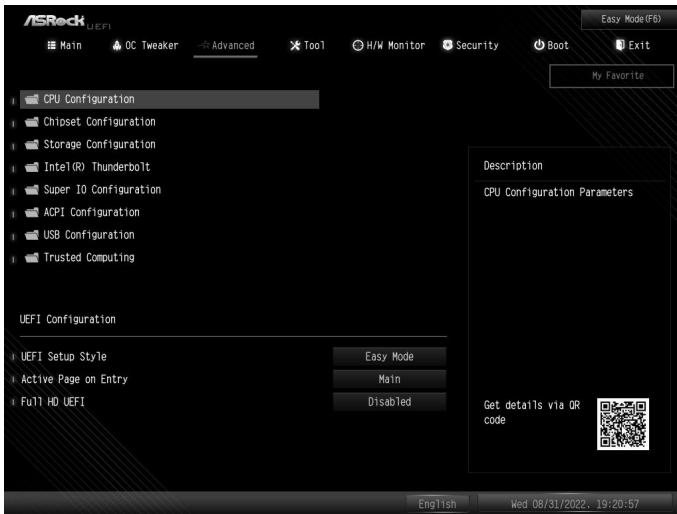 ASRock UEFI
Easy Mode(F6)
Main OC Tweaker Advanced Tool H/W Monitor Security Boot Exit
My Favorite
CPU Configuration
Chipset Configuration
Storage Configuration
Intel(R) Thunderbolt
Super IO Configuration
ACPI Configuration
USB Configuration
Trusted Computing
Description
CPU Configuration Parameters
UEFI Configuration
UEFI Setup Style Easy Mode
Active Page on Entry Main
Full HD UEFI Disabled
Get details via QR
code
English Wed 08/31/2022. 19:20:57